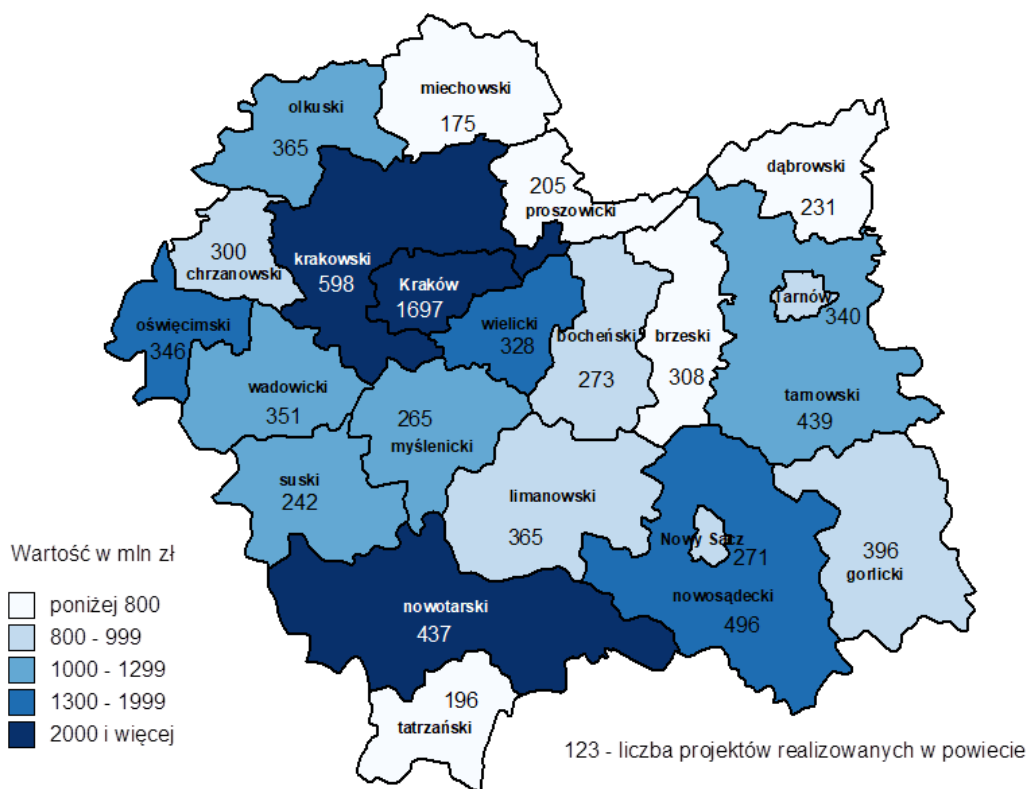 miechowski
175
olkuski
365
dąbrowski
231
205
proszowicki
300
chrzanowski
krakowski
598
Kraków
1697
Tarnów
340
oświęcimski
346
wielicki
328
bocheński
273
brzeski
308
wadowicki
351
265
myślenicki
tarnowski
439
suski
242
limanowski
365
Nowy Sącz
271
396
gorlicki
nowosądecki
496
nowotarski
437
196
tatrzański
Wartość w mln zł
poniżej 800
800 - 999
1000 - 1299
1300 - 1999
2000 i więcej
123 - liczba projektów realizowanych w powiecie